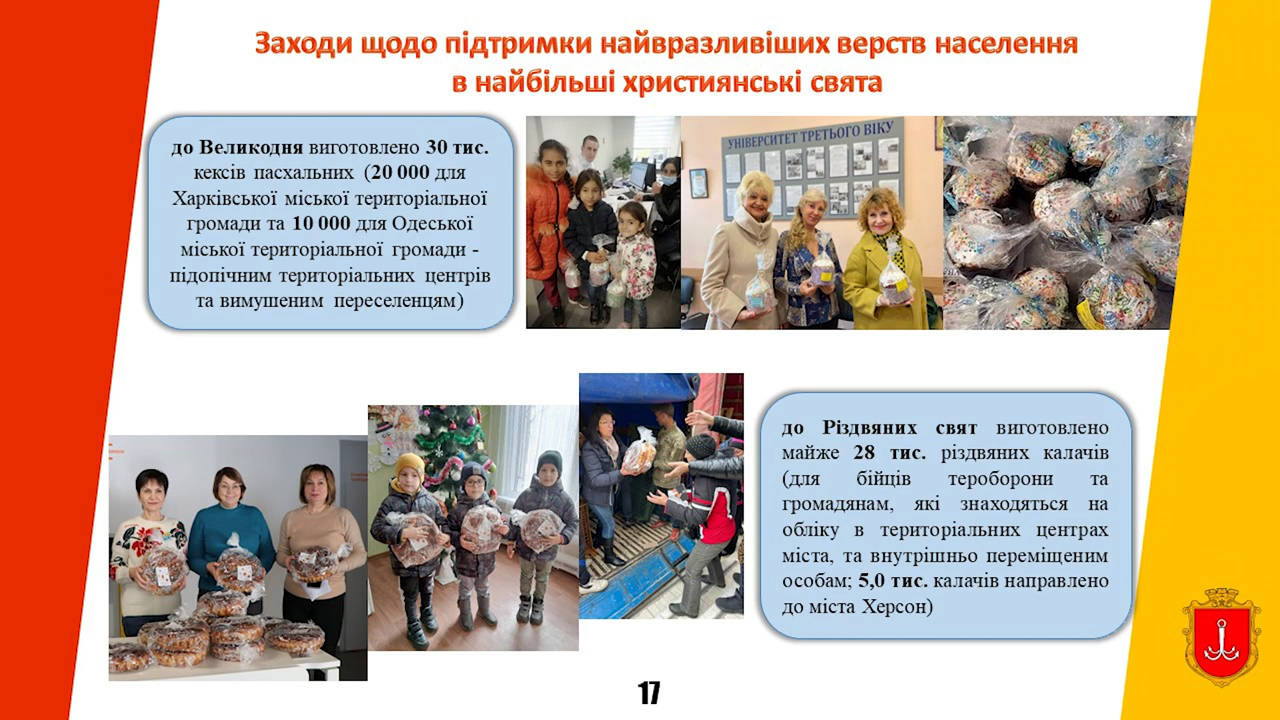 Заходи щодо підтримки найвразливіших верств населення
в найбільші християнські свята
до Великодня виготовлено 30 тис.
кексів пасхальних (20 000 для
Харківської міської територіальної
громади та 10 000 для Одеської
міської територіальної громади -
підопічним територіальних центрів
та вимушеним переселенцям)
УНІВЕРСИТЕТ ТРЕТЬОГО ВІКУ
до Різдвяних свят виготовлено
майже 28 тис. різдвяних калачів
(для бійців тероборони та
громадянам, які знаходяться на
обліку в територіальних центрах
міста, та внутрішньо переміщеним
особам; 5,0 тис. калачів направлено
до міста Херсон)
17